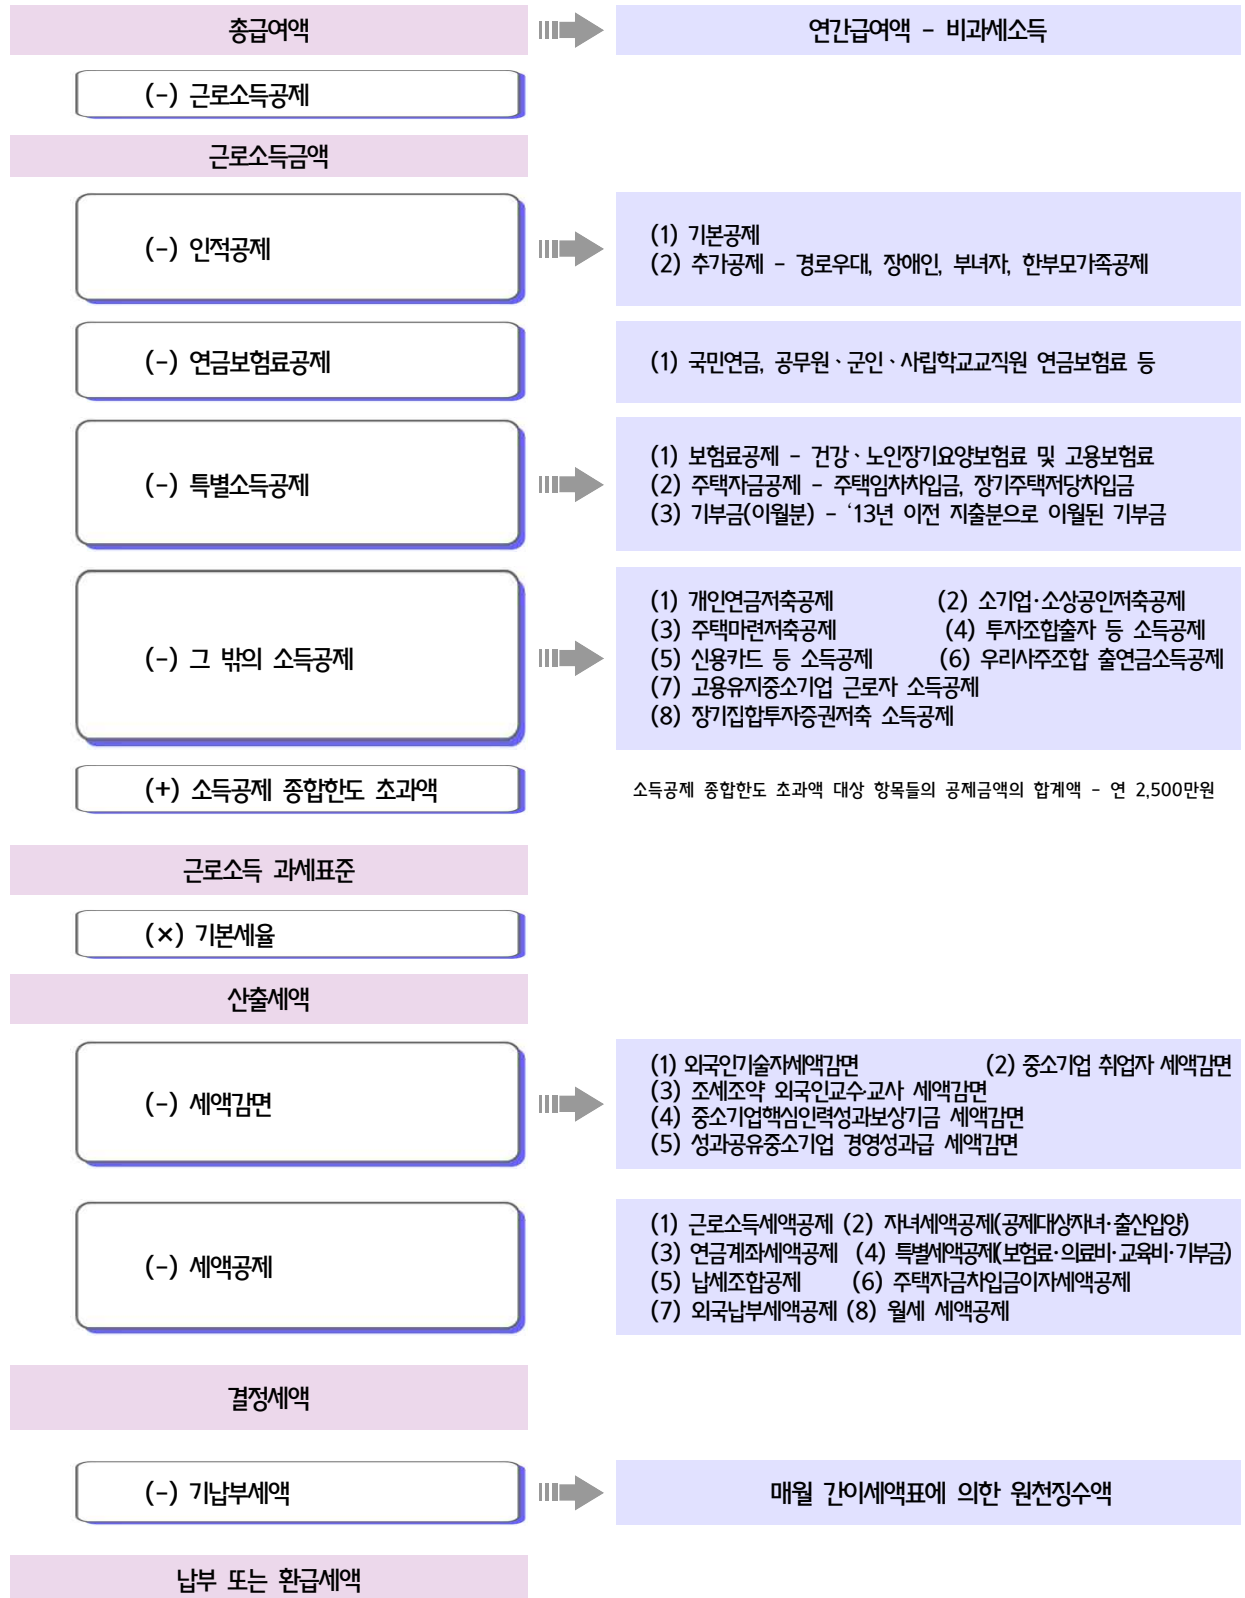 총급여액
연간급여액 - 비과세소득
(-) 근로소득공제
근로소득금액
(-) 인적공제
(1) 기본공제
(2) 추가공제 - 경로우대, 장애인, 부녀자, 한부모가족공제
(-) 연금보험료공제
(1) 국민연금, 공무원ㆍ군인ㆍ사립학교교직원 연금보험료 등
(-) 특별소득공제
(1) 보험료공제 - 건강ㆍ노인장기요양보험료 및 고용보험료
(2) 주택자금공제 - 주택임차차입금, 장기주택저당차입금
(3) 기부금(이월분) - ‘13년 이전 지출분으로 이월된 기부금
(-) 그 밖의 소득공제
(1) 개인연금저축공제 (2) 소기업·소상공인저축공제
(3) 주택마련저축공제 (4) 투자조합출자 등 소득공제
(5) 신용카드 등 소득공제 (6) 우리사주조합 출연금소득공제
(7) 고용유지중소기업 근로자 소득공제
(8) 장기집합투자증권저축 소득공제
(+) 소득공제 종합한도 초과액
소득공제 종합한도 초과액 대상 항목들의 공제금액의 합계액 - 연 2,500만원
근로소득 과세표준
(×) 기본세율
산출세액
(-) 세액감면
(1) 외국인기술자세액감면 (2) 중소기업 취업자 세액감면
(3) 조세조약 외국인교수·교사 세액감면
(4) 중소기업핵심인력성과보상기금 세액감면
(5) 성과공유중소기업 경영성과급 세액감면
(-) 세액공제
(1) 근로소득세액공제 (2) 자녀세액공제(공제대상자녀·출산입양)
(3) 연금계좌세액공제 (4) 특별세액공제(보험료·의료비·교육비·기부금)
(5) 납세조합공제 (6) 주택자금차입금이자세액공제
(7) 외국납부세액공제 (8) 월세 세액공제
결정세액
(-) 기납부세액
매월 간이세액표에 의한 원천징수액
납부 또는 환급세액